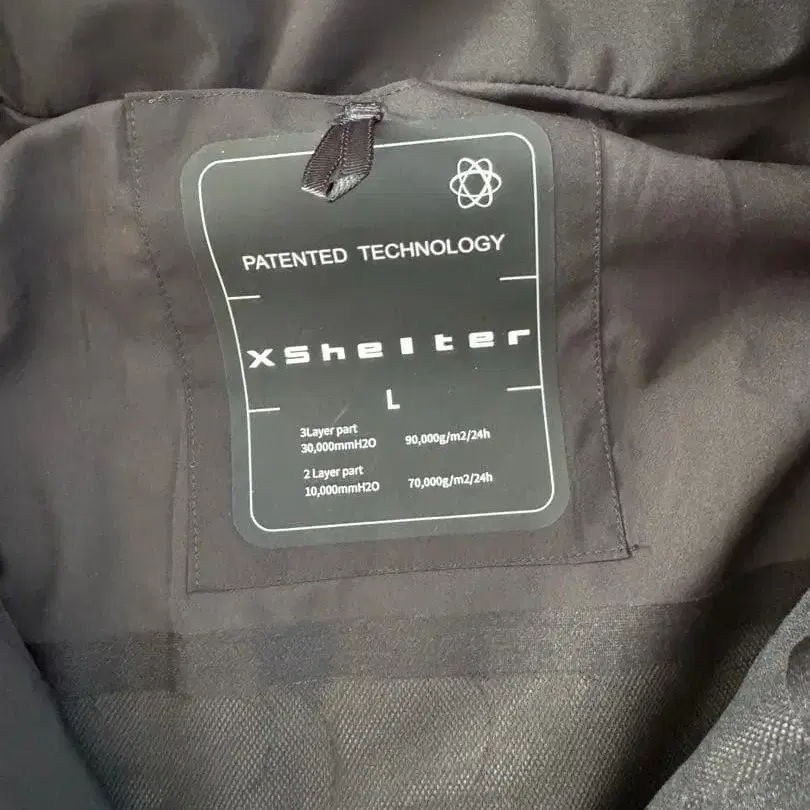 PATENTED TECHNOLOGY
xShelter
L
3Layer part
30,000mmH2O 90,000g/m2/24h
2 Layer part
10,000mmH2O 70,000g/m2/24h